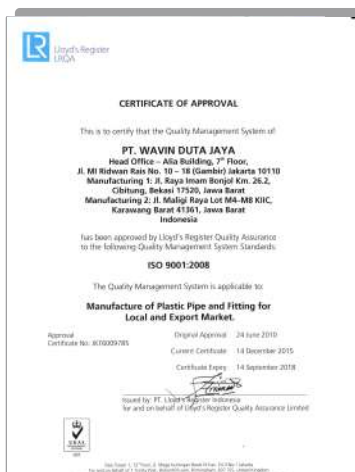 LR
Lloyd's Register
LRQA
CERTIFICATE OF APPROVAL
This is to certify that the Quality Management System of:
PT. WAVIN DUTA JAYA
Head Office – Alia Building, 7th Floor,
Jl. MI Ridwan Rais No. 10 – 18 (Gambir) Jakarta 10110
Manufacturing 1: Jl. Raya Imam Bonjol Km. 26.2,
Cibitung, Bekasi 17520, Jawa Barat
Manufacturing 2: Jl. Maligi Raya Lot M4–M8 KIIC,
Karawang Barat 41361, Jawa Barat
Indonesia
has been approved by Lloyd's Register Quality Assurance
to the following Quality Management System Standards:
ISO 9001:2008
The Quality Management System is applicable to:
Manufacture of Plastic Pipe and Fitting for
Local and Export Market.
Approval
Certificate No: JKT6009785
Original Approval 24 June 2010
Current Certificate 14 December 2015
Certificate Expiry 14 September 2018
Issued by: PT. Lloyd's Register Indonesia
for and on behalf of Lloyd's Register Quality Assurance Limited
UKAS